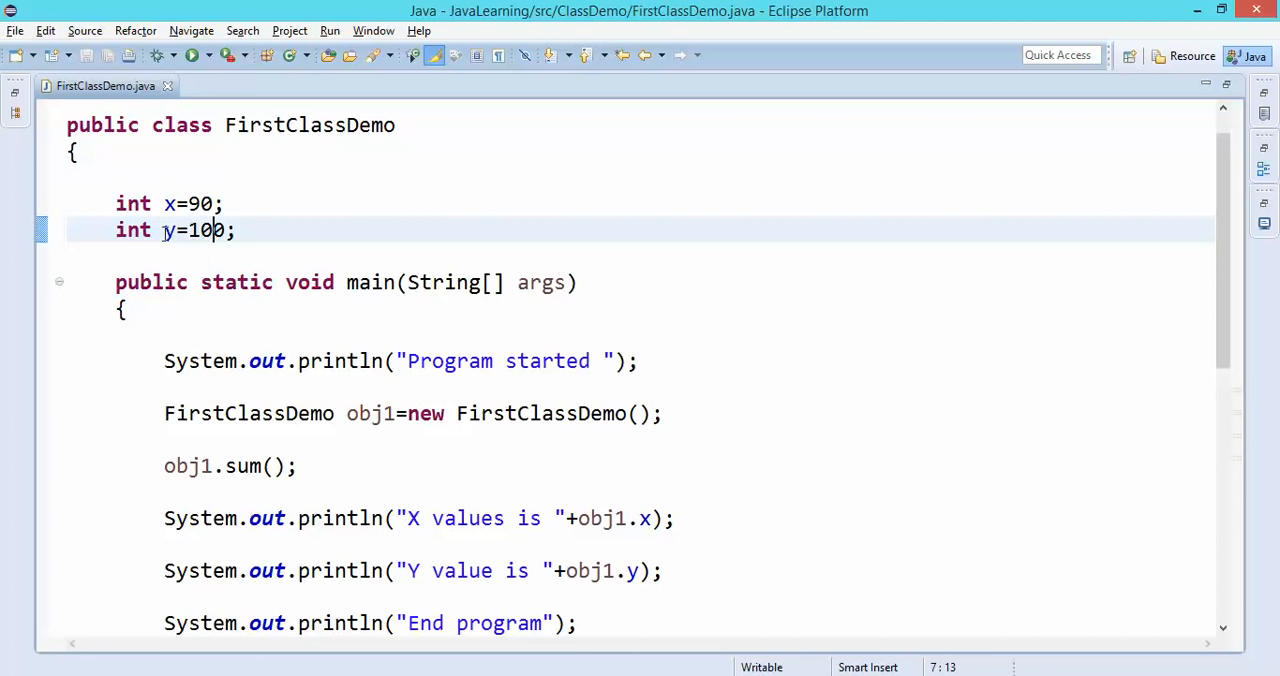 Java - JavaLearning/src/ClassDemo/FirstClassDemo.java - Eclipse Platform
File Edit Source Refactor Navigate Search Project Run Window Help
Quick Access Resource Java
FirstClassDemo.java
public class FirstClassDemo
{
int x=90;
int y=100;
public static void main(String[] args)
{
System.out.println("Program started ");
FirstClassDemo obj1=new FirstClassDemo();
obj1.sum();
System.out.println("X values is "+obj1.x);
System.out.println("Y value is "+obj1.y);
System.out.println("End program");
Writable Smart Insert 7 : 13